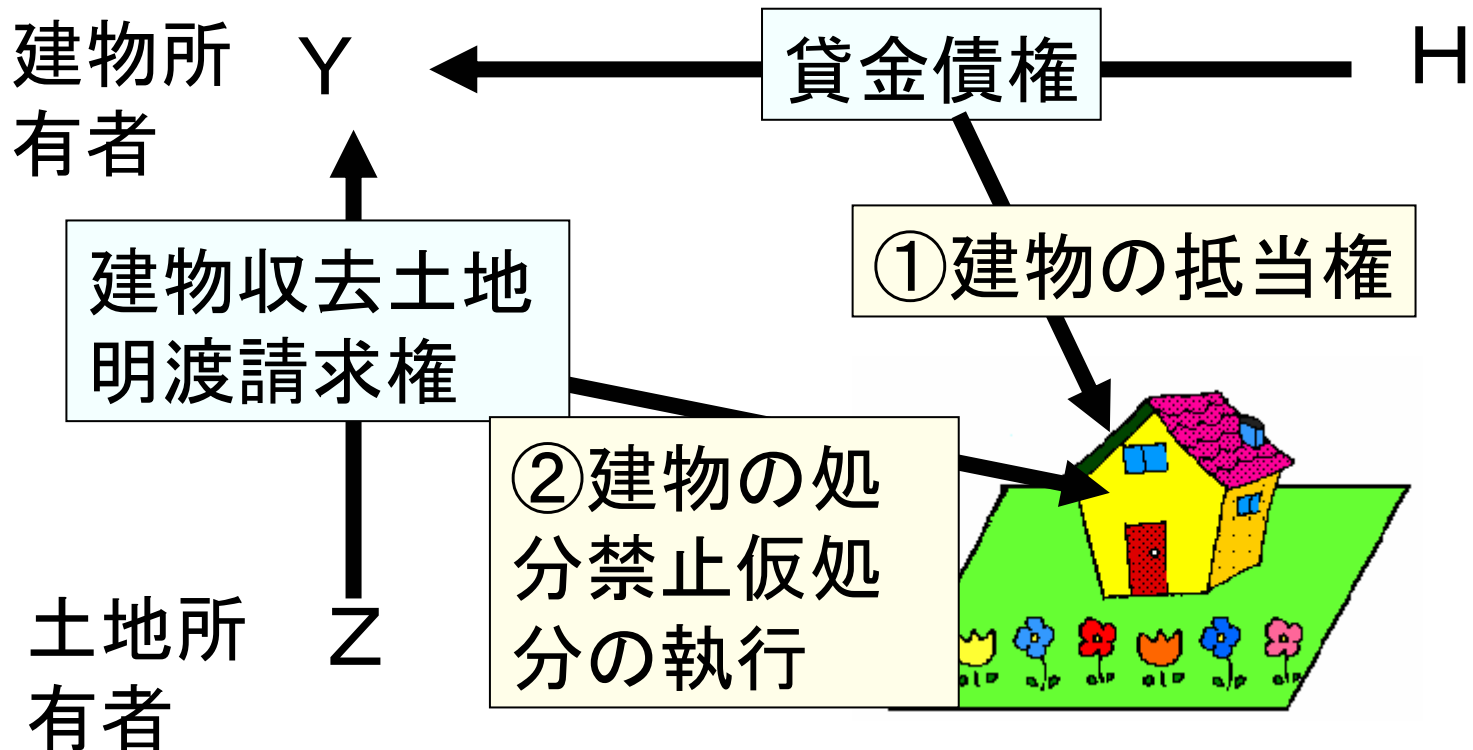 建物所
有者
Y
貸金債権
H
建物収去土地
明渡請求権
①建物の抵当権
②建物の処
分禁止仮処
分の執行
土地所
有者
Z